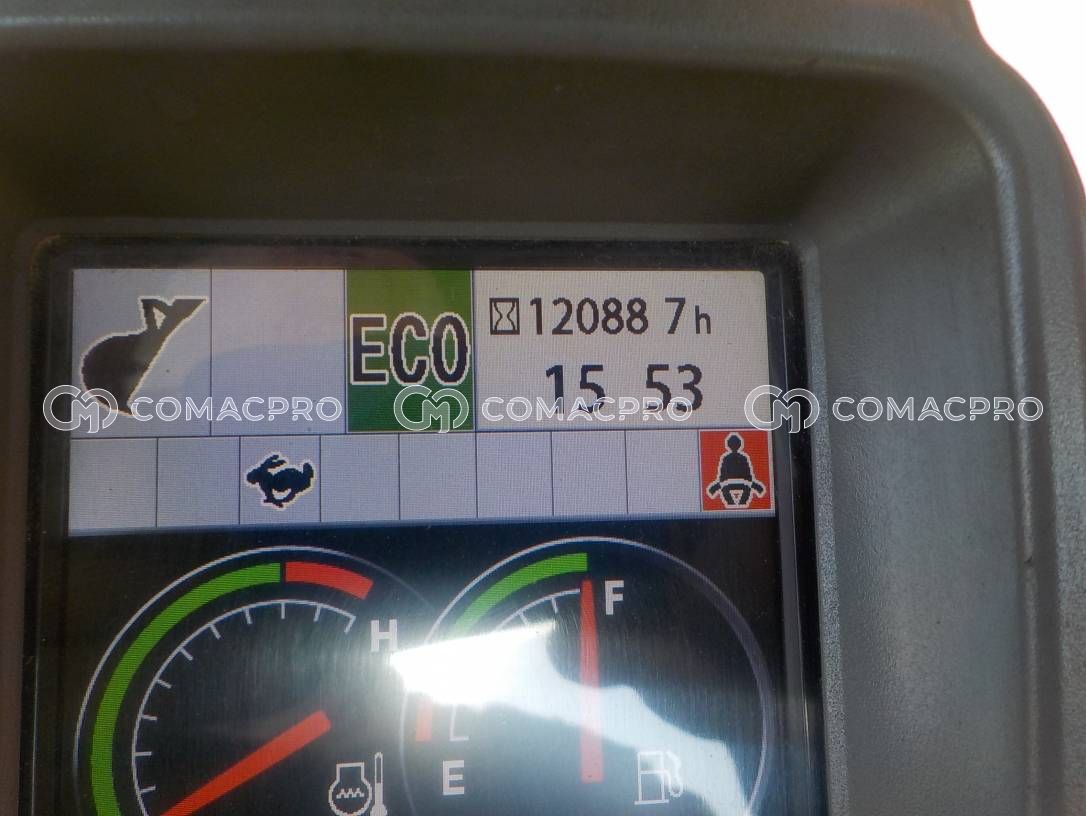 ECO
12088 7h
15 53
COMACPRO COMACPRO COMACPRO
H
F
E